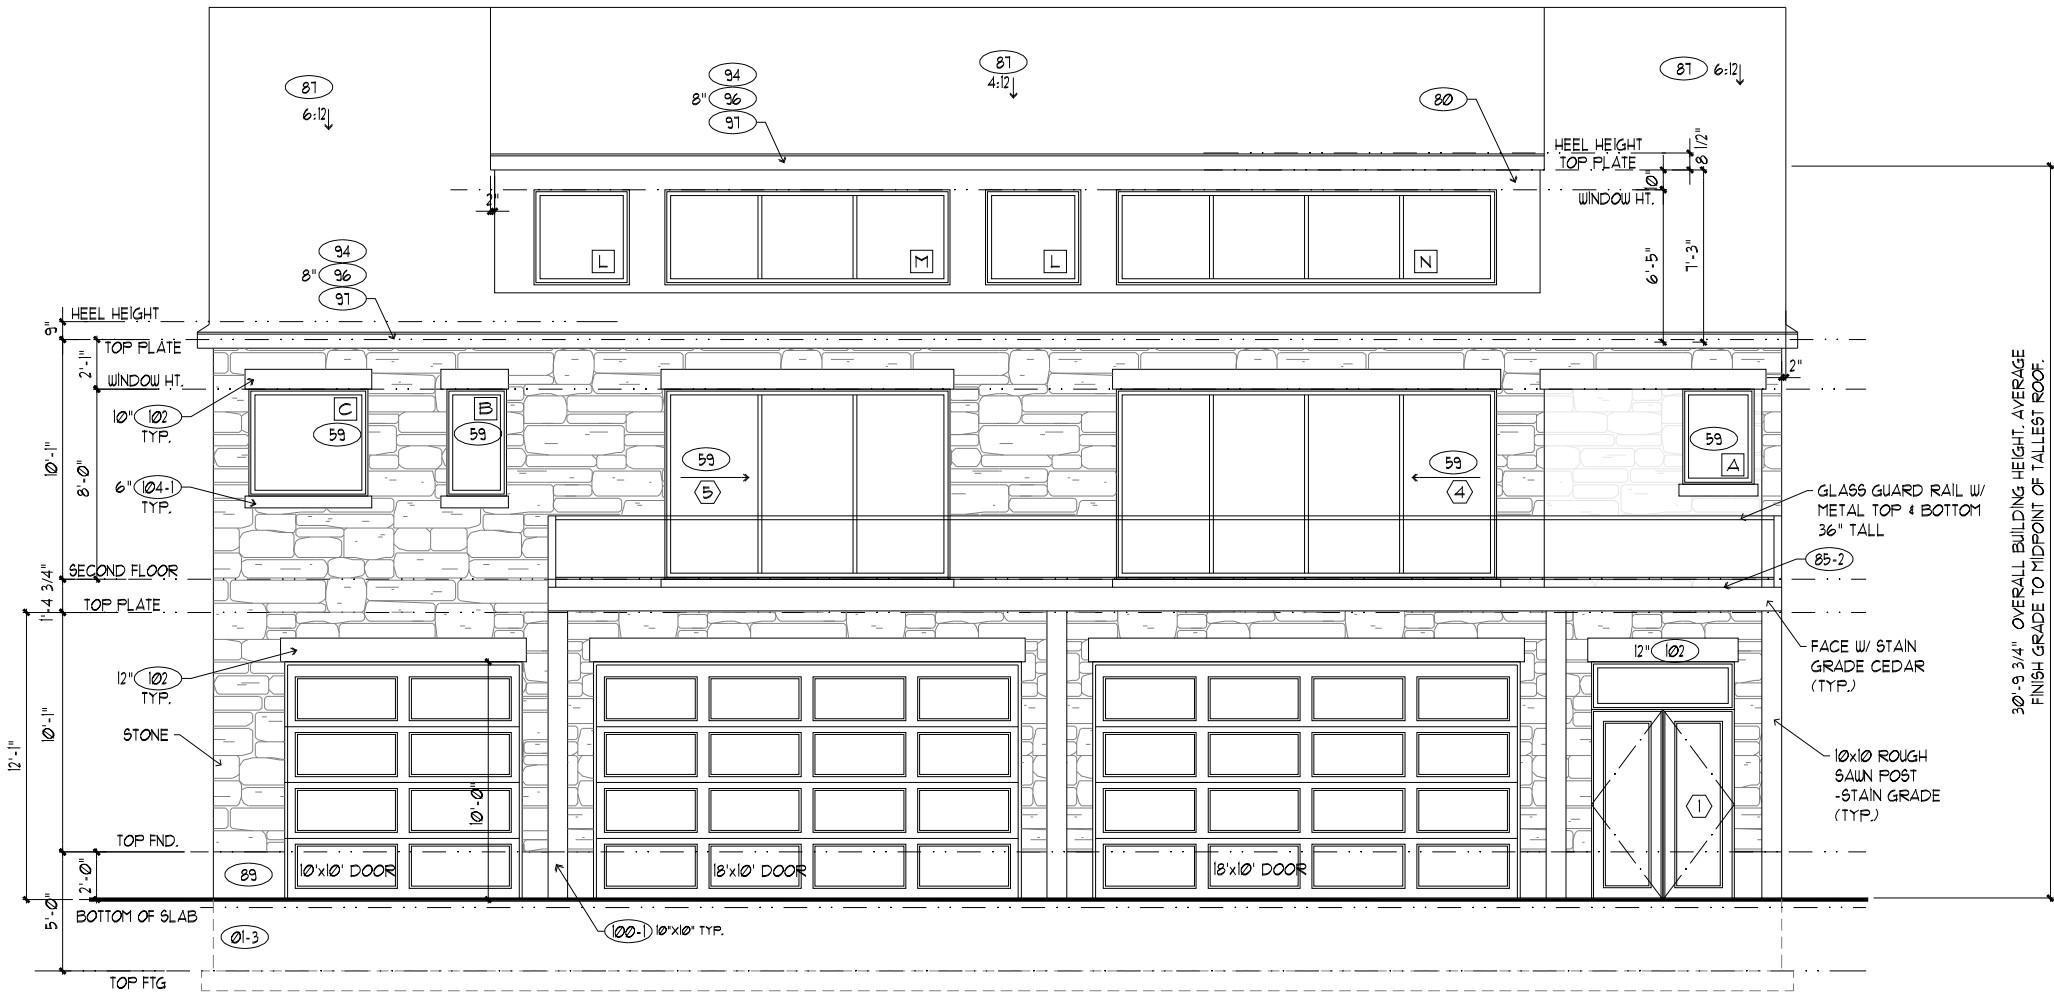 87
6:12
94
8" 96
97
87
4:12
80
87 6:12
HEEL HEIGHT
TOP PLATE
WINDOW HT.
8 1/2"
10"
6'-5"
7'-3"
2"
L
M
L
N
94
8" 96
97
HEEL HEIGHT
9"
TOP PLATE
2'-1"
WINDOW HT.
2"
10" 102
TYP.
C
59
B
59
59
5
59
4
59
A
10'-1"
8'-0"
6" 104-1
TYP.
GLASS GUARD RAIL W/
METAL TOP & BOTTOM
36" TALL
85-2
SECOND FLOOR
1'-4 3/4"
TOP PLATE
FACE W/ STAIN
GRADE CEDAR
(TYP.)
12" 102
TYP.
12" 102
STONE
10x10 ROUGH
SAWN POST
-STAIN GRADE
(TYP.)
12'-1"
10'-1"
10'-0"
1
TOP FND.
10'x10' DOOR
18'x10' DOOR
18'x10' DOOR
89
2'-0"
BOTTOM OF SLAB
5'-0"
01-3
100-1 10"x10" TYP.
TOP FTG
30'-9 3/4" OVERALL BUILDING HEIGHT, AVERAGE
FINISH GRADE TO MIDPOINT OF TALLEST ROOF.